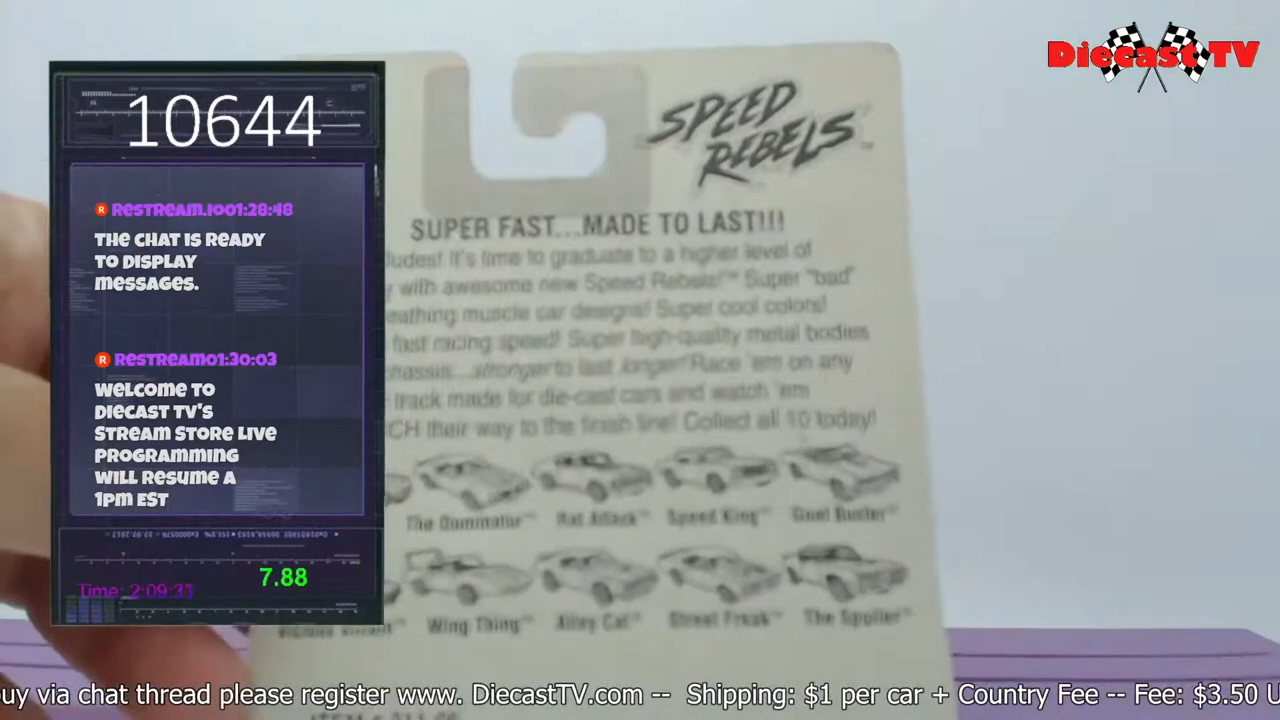 Diecast TV
10644
RESTREAM.IO01:28:48
THE CHAT IS READY
TO DISPLAY
MESSAGES.
RESTREAM01:30:03
WELCOME TO
DIECAST TV'S
STREAM STORE LIVE
PROGRAMMING
WILL RESUME A
1PM EST
Time: 2:09:31
7.88
SPEED
REBELS™
SUPER FAST...MADE TO LAST!!!
It's time to graduate to a higher level of
with awesome new Speed Rebels!™ Super "bad"
muscle car designs! Super cool colors!
fast racing speed! Super high-quality metal bodies
stronger to last longer! Race 'em on any
track made for die-cast cars and watch 'em
their way to the finish line! Collect all 10 today!
The Dominator™ Rat Attack™ Speed King™ Goat Buster™
Wing Thing™ Alley Cat™ Street Freak™ The Spoiler™
buy via chat thread please register www. DiecastTV.com -- Shipping: $1 per car + Country Fee -- Fee: $3.50 U